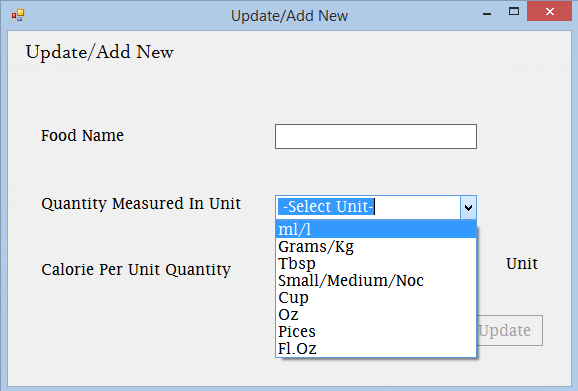 Update/Add New
Update/Add New
Food Name
Quantity Measured In Unit
-Select Unit-
ml/l
Grams/Kg
Tbsp
Small/Medium/Noc
Cup
Oz
Pices
Fl.Oz
Calorie Per Unit Quantity
Unit
Update